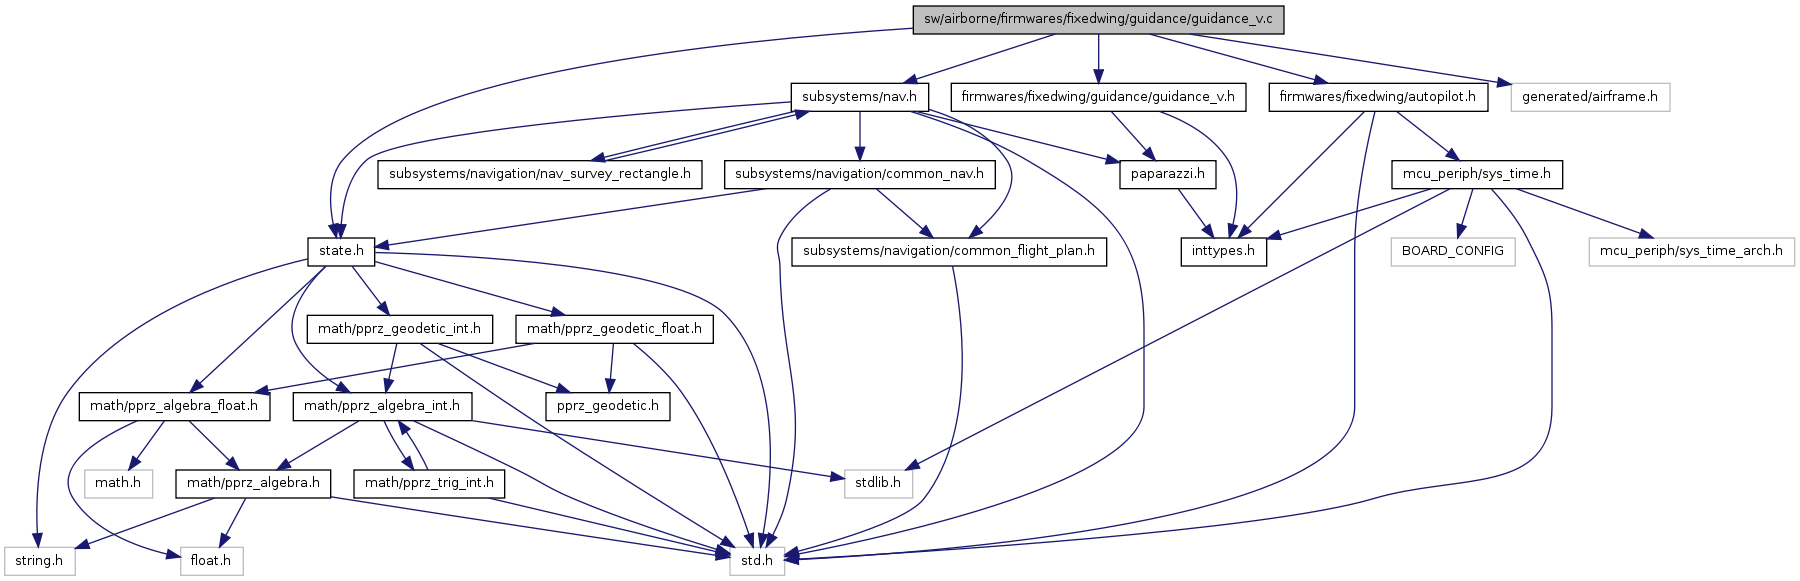 sw/airborne/firmwares/fixedwing/guidance/guidance_v.c
subsystems/nav.h
firmwares/fixedwing/guidance/guidance_v.h
firmwares/fixedwing/autopilot.h
generated/airframe.h
subsystems/navigation/nav_survey_rectangle.h
subsystems/navigation/common_nav.h
paparazzi.h
mcu_periph/sys_time.h
state.h
subsystems/navigation/common_flight_plan.h
inttypes.h
BOARD_CONFIG
mcu_periph/sys_time_arch.h
math/pprz_geodetic_int.h
math/pprz_geodetic_float.h
math/pprz_algebra_float.h
math/pprz_algebra_int.h
pprz_geodetic.h
math.h
math/pprz_algebra.h
math/pprz_trig_int.h
stdlib.h
string.h
float.h
std.h